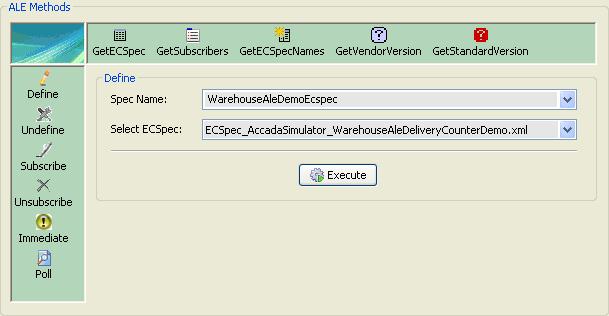 ALE Methods
GetECSpec GetSubscribers GetECSpecNames GetVendorVersion GetStandardVersion
Define
Undefine
Subscribe
Unsubscribe
Immediate
Poll
Define
Spec Name: WarehouseAleDemoEcspec
Select ECSpec: ECSpec_AccadaSimulator_WarehouseAleDeliveryCounterDemo.xml
Execute